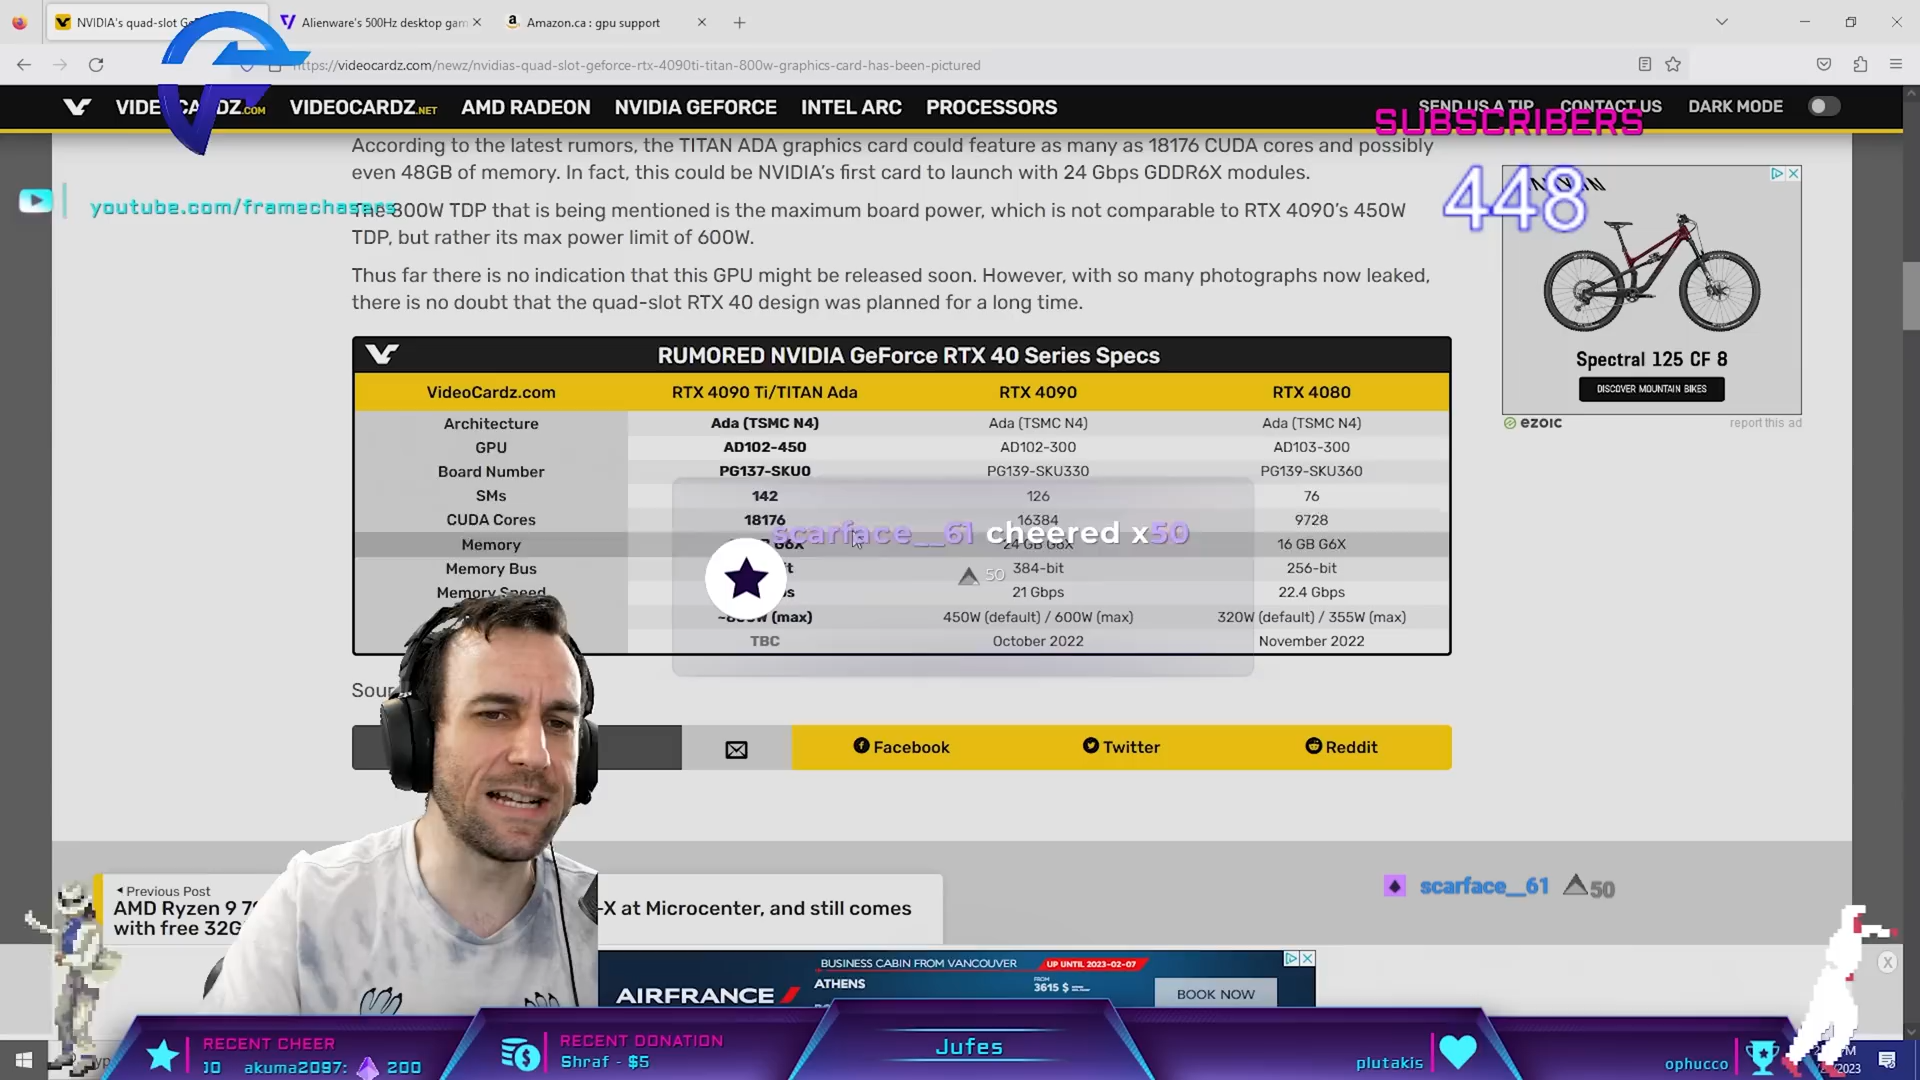 NVIDIA's quad-slot Ge
Alienware's 500Hz desktop gam
Amazon.ca : gpu support
https://videocardz.com/newz/nvidias-quad-slot-geforce-rtx-4090ti-titan-800w-graphics-card-has-been-pictured
VIDEOCARDZ.COM
VIDEOCARDZ.NET
AMD RADEON
NVIDIA GEFORCE
INTEL ARC
PROCESSORS
SEND US A TIP
CONTACT US
DARK MODE
SUBSCRIBERS
448
According to the latest rumors, the TITAN ADA graphics card could feature as many as 18176 CUDA cores and possibly
even 48GB of memory. In fact, this could be NVIDIA's first card to launch with 24 Gbps GDDR6X modules.
youtube.com/framechasers
The 800W TDP that is being mentioned is the maximum board power, which is not comparable to RTX 4090's 450W
TDP, but rather its max power limit of 600W.
Thus far there is no indication that this GPU might be released soon. However, with so many photographs now leaked,
there is no doubt that the quad-slot RTX 40 design was planned for a long time.
Spectral 125 CF 8
DISCOVER MOUNTAIN BIKES
ezoic
report this ad
RUMORED NVIDIA GeForce RTX 40 Series Specs
VideoCardz.com RTX 4090 Ti/TITAN Ada RTX 4090 RTX 4080
Architecture Ada (TSMC N4) Ada (TSMC N4) Ada (TSMC N4)
GPU AD102-450 AD102-300 AD103-300
Board Number PG137-SKU0 PG139-SKU330 PG139-SKU360
SMs 142 126 76
CUDA Cores 18176 16384 9728
scarface__61 cheered x50
Memory G6X 24 GB G6X 16 GB G6X
50
Memory Bus 384-bit 256-bit
Memory Speed 21 Gbps 22.4 Gbps
(max) 450W (default) / 600W (max) 320W (default) / 355W (max)
TBC October 2022 November 2022
Facebook
Twitter
Reddit
Previous Post
AMD Ryzen 9
with free 32G
-X at Microcenter, and still comes
scarface__61 50
BUSINESS CABIN FROM VANCOUVER
UP UNTIL 2023-02-07
ATHENS
FROM
3615 $
AIRFRANCE
BOOK NOW
RECENT CHEER
akuma2097: 200
RECENT DONATION
Shraf - $5
Jufes
plutakis
ophucco